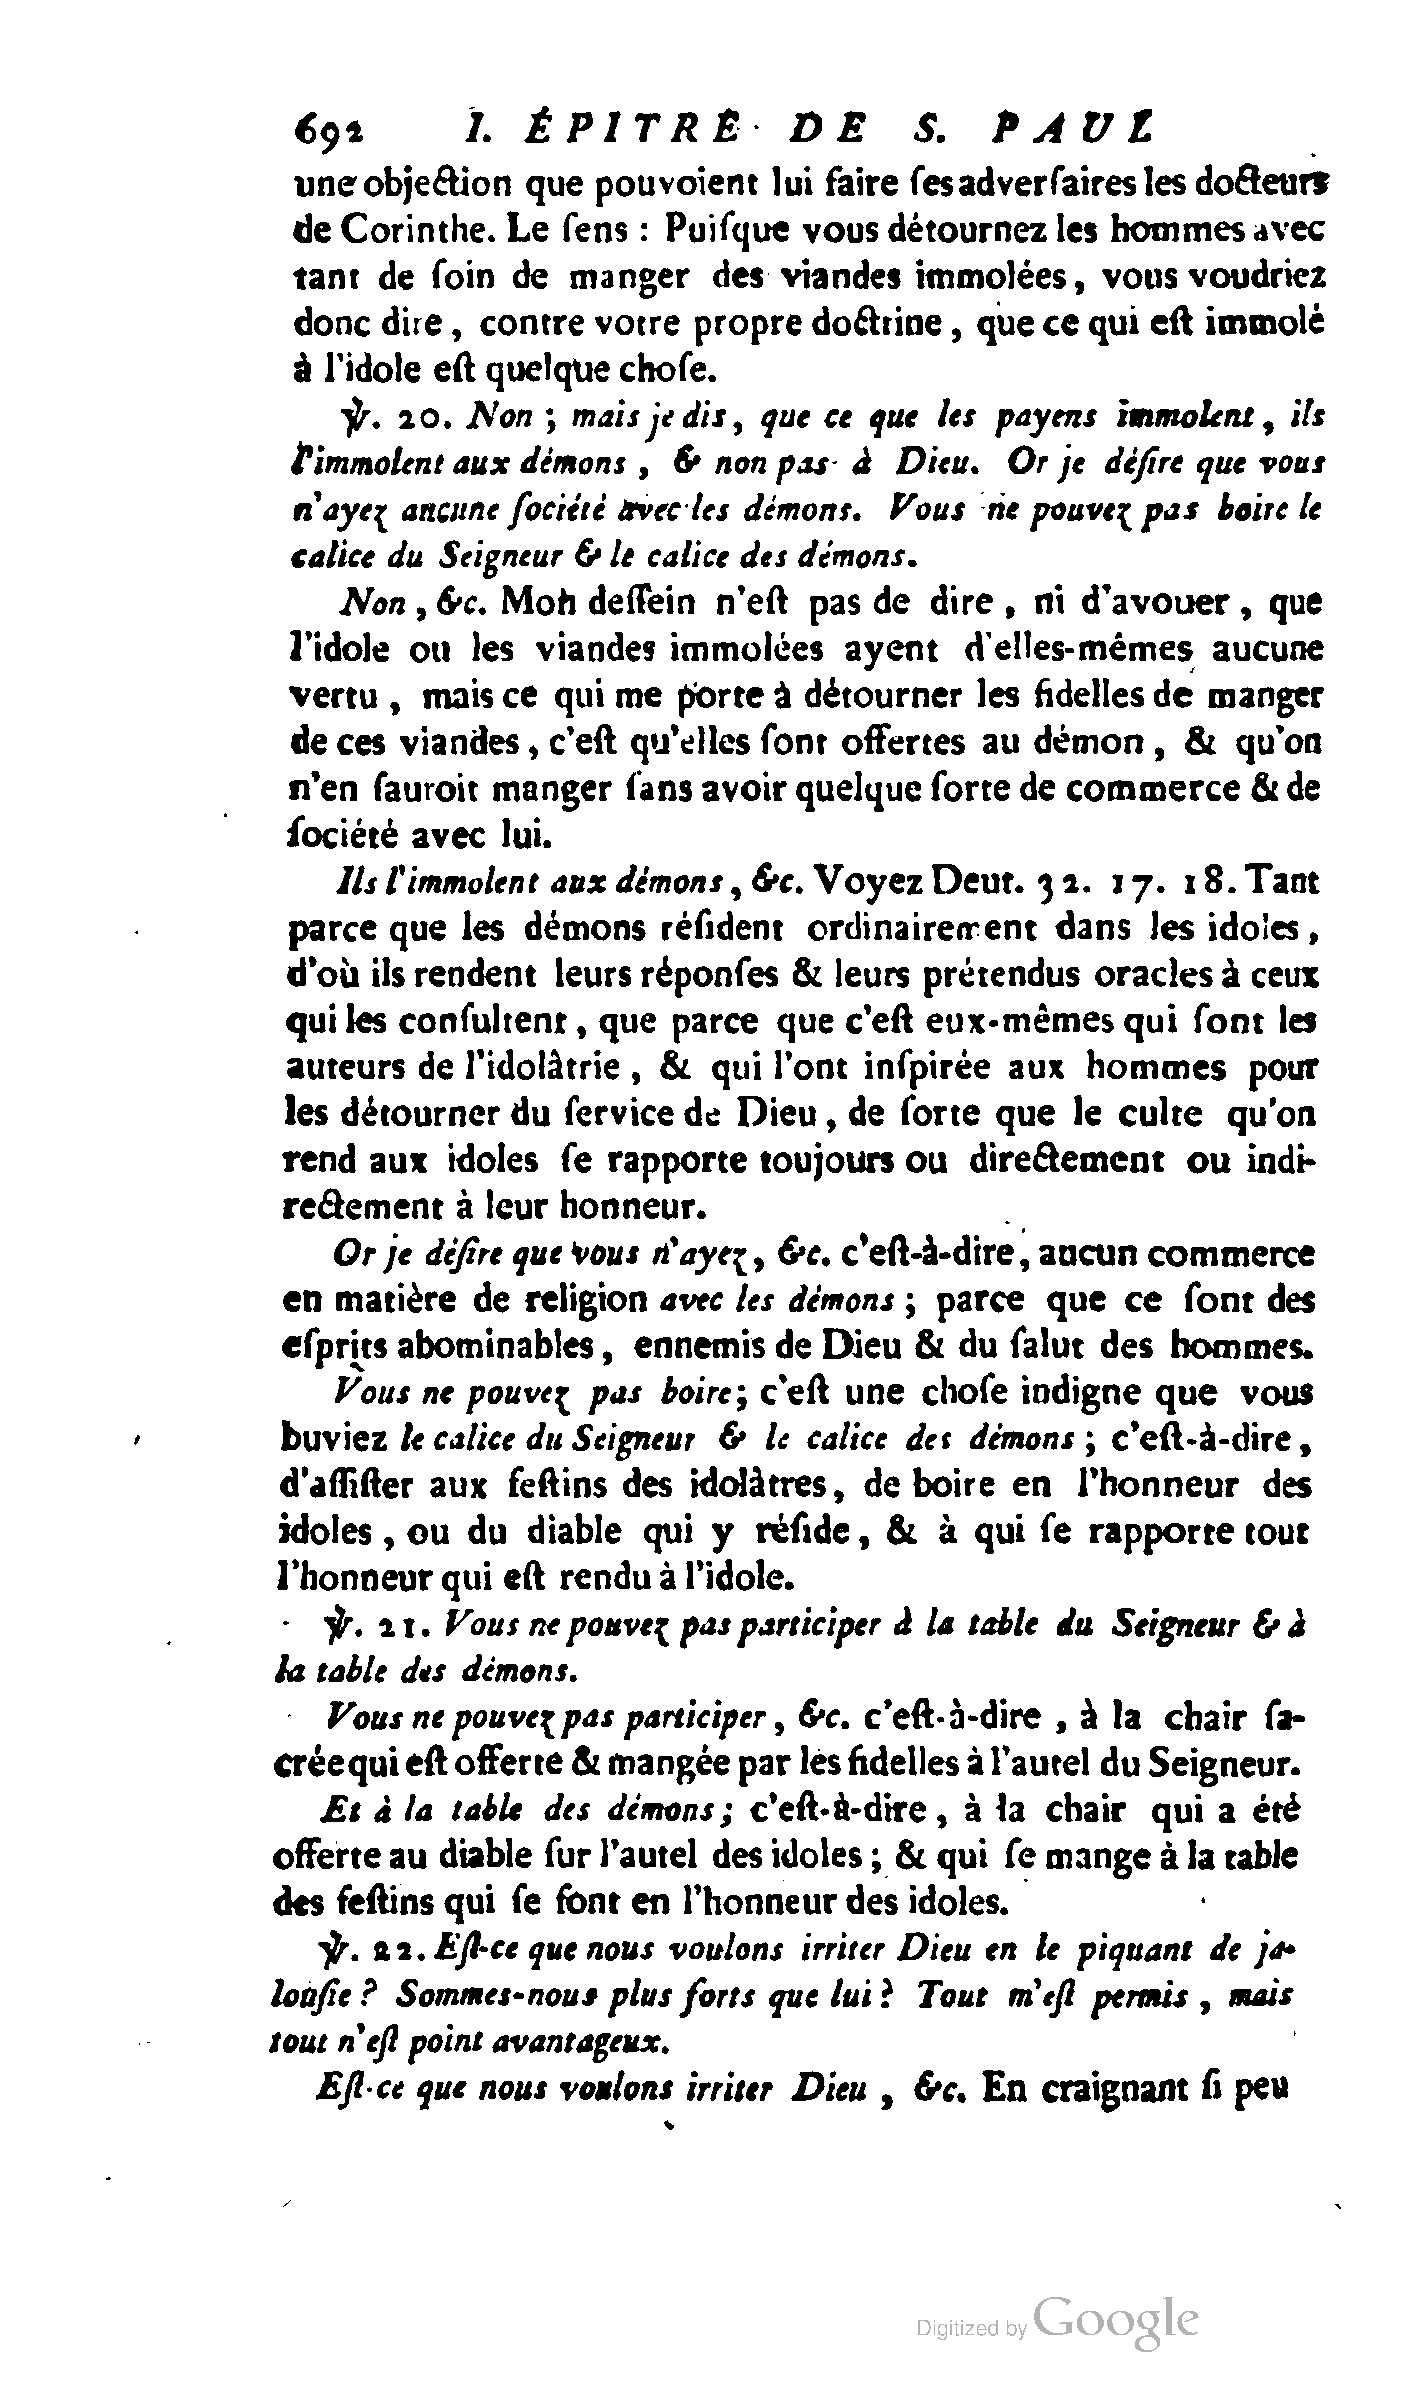 692 I. ÉPITRE DE S. PAUL
une objection que pouvoient lui faire ſes adverſaires les docteurs
de Corinthe. Le ſens : Puiſque vous détournez les hommes avec
tant de ſoin de manger des viandes immolées, vous voudriez
donc dire, contre votre propre doctrine, que ce qui eſt immolé
à l'idole eſt quelque choſe.
℣. 20. Non ; mais je dis, que ce que les payens immolent, ils
l'immolent aux démons, & non pas à Dieu. Or je déſire que vous
n'ayez aucune ſociété avec les démons. Vous ne pouvez pas boire le
calice du Seigneur & le calice des démons.
Non, &c. Mon deſſein n'eſt pas de dire, ni d'avouer, que
l'idole ou les viandes immolées ayent d'elles-mêmes aucune
vertu, mais ce qui me porte à détourner les fidelles de manger
de ces viandes, c'eſt qu'elles ſont offertes au démon, & qu'on
n'en ſauroit manger ſans avoir quelque ſorte de commerce & de
ſociété avec lui.
Ils l'immolent aux démons, &c. Voyez Deut. 32. 17. 18. Tant
parce que les démons réſident ordinairement dans les idoles,
d'où ils rendent leurs réponſes & leurs prétendus oracles à ceux
qui les conſultent, que parce que c'eſt eux-mêmes qui ſont les
auteurs de l'idolâtrie, & qui l'ont inſpirée aux hommes pour
les détourner du ſervice de Dieu, de ſorte que le culte qu'on
rend aux idoles ſe rapporte toujours ou directement ou indi-
rectement à leur honneur.
Or je déſire que vous n'ayez, &c. c'eſt-à-dire, aucun commerce
en matière de religion avec les démons ; parce que ce ſont des
eſprits abominables, ennemis de Dieu & du ſalut des hommes.
Vous ne pouvez pas boire; c'eſt une choſe indigne que vous
buviez le calice du Seigneur & le calice des démons ; c'eſt-à-dire,
d'aſſiſter aux feſtins des idolâtres, de boire en l'honneur des
idoles, ou du diable qui y réſide, & à qui ſe rapporte tout
l'honneur qui eſt rendu à l'idole.
℣. 21. Vous ne pouvez pas participer à la table du Seigneur & à
la table des démons.
Vous ne pouvez pas participer, &c. c'eſt-à-dire, à la chair ſa-
crée qui eſt offerte & mangée par les fidelles à l'autel du Seigneur.
Et à la table des démons; c'eſt-à-dire, à la chair qui a été
offerte au diable ſur l'autel des idoles ; & qui ſe mange à la table
des feſtins qui ſe font en l'honneur des idoles.
℣. 22. Eſt-ce que nous voulons irriter Dieu en le piquant de ja-
louſie ? Sommes-nous plus forts que lui ? Tout m'eſt permis, mais
tout n'eſt point avantageux.
Eſt-ce que nous voulons irriter Dieu, &c. En craignant ſi peu
Digitized by Google